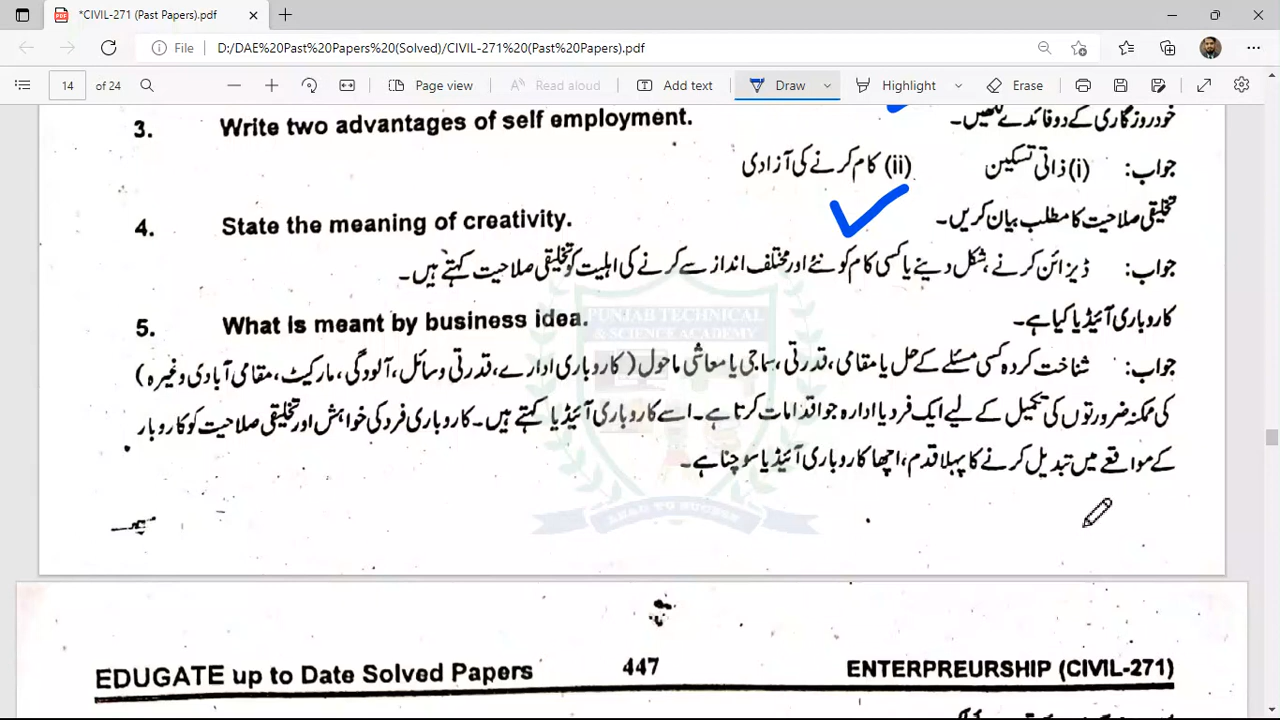 *CIVIL-271 (Past Papers).pdf
File D:/DAE%20Past%20Papers%20(Solved)/CIVIL-271%20(Past%20Papers).pdf
14 of 24 Page view Read aloud Add text Draw Highlight Erase
3. Write two advantages of self employment. خود روزگاری کے دو فائدے لکھیں۔
جواب: (i) ذاتی تسکین (ii) کام کرنے کی آزادی
4. State the meaning of creativity. تخلیقی صلاحیت کا مطلب بیان کریں۔
جواب: ڈیزائن کرنے، شکل دینے یا کسی کام کو نئے اور مختلف انداز سے کرنے کی اہلیت کو تخلیقی صلاحیت کہتے ہیں۔
5. What is meant by business idea. کاروباری آئیڈیا کیا ہے۔
جواب: شناخت کردہ کسی مسئلے کے حل یا مقامی، قدرتی، سماجی یا معاشی ماحول (کاروباری ادارے، قدرتی وسائل، آلودگی، مارکیٹ، مقامی آبادی وغیرہ)
کی ممکنہ ضرورتوں کی تکمیل کے لیے ایک فرد یا ادارہ جو اقدامات کرتا ہے۔ اسے کاروباری آئیڈیا کہتے ہیں۔ کاروباری فرد کی خواہش اور تخلیقی صلاحیت کو کاروبار
کے مواقعے میں تبدیل کرنے کا پہلا قدم، اچھا کاروباری آئیڈیا سوچنا ہے۔
PUNJAB TECHNICAL
& SCIENCE ACADEMY
EDUGATE up to Date Solved Papers 447 ENTERPREURSHIP (CIVIL-271)